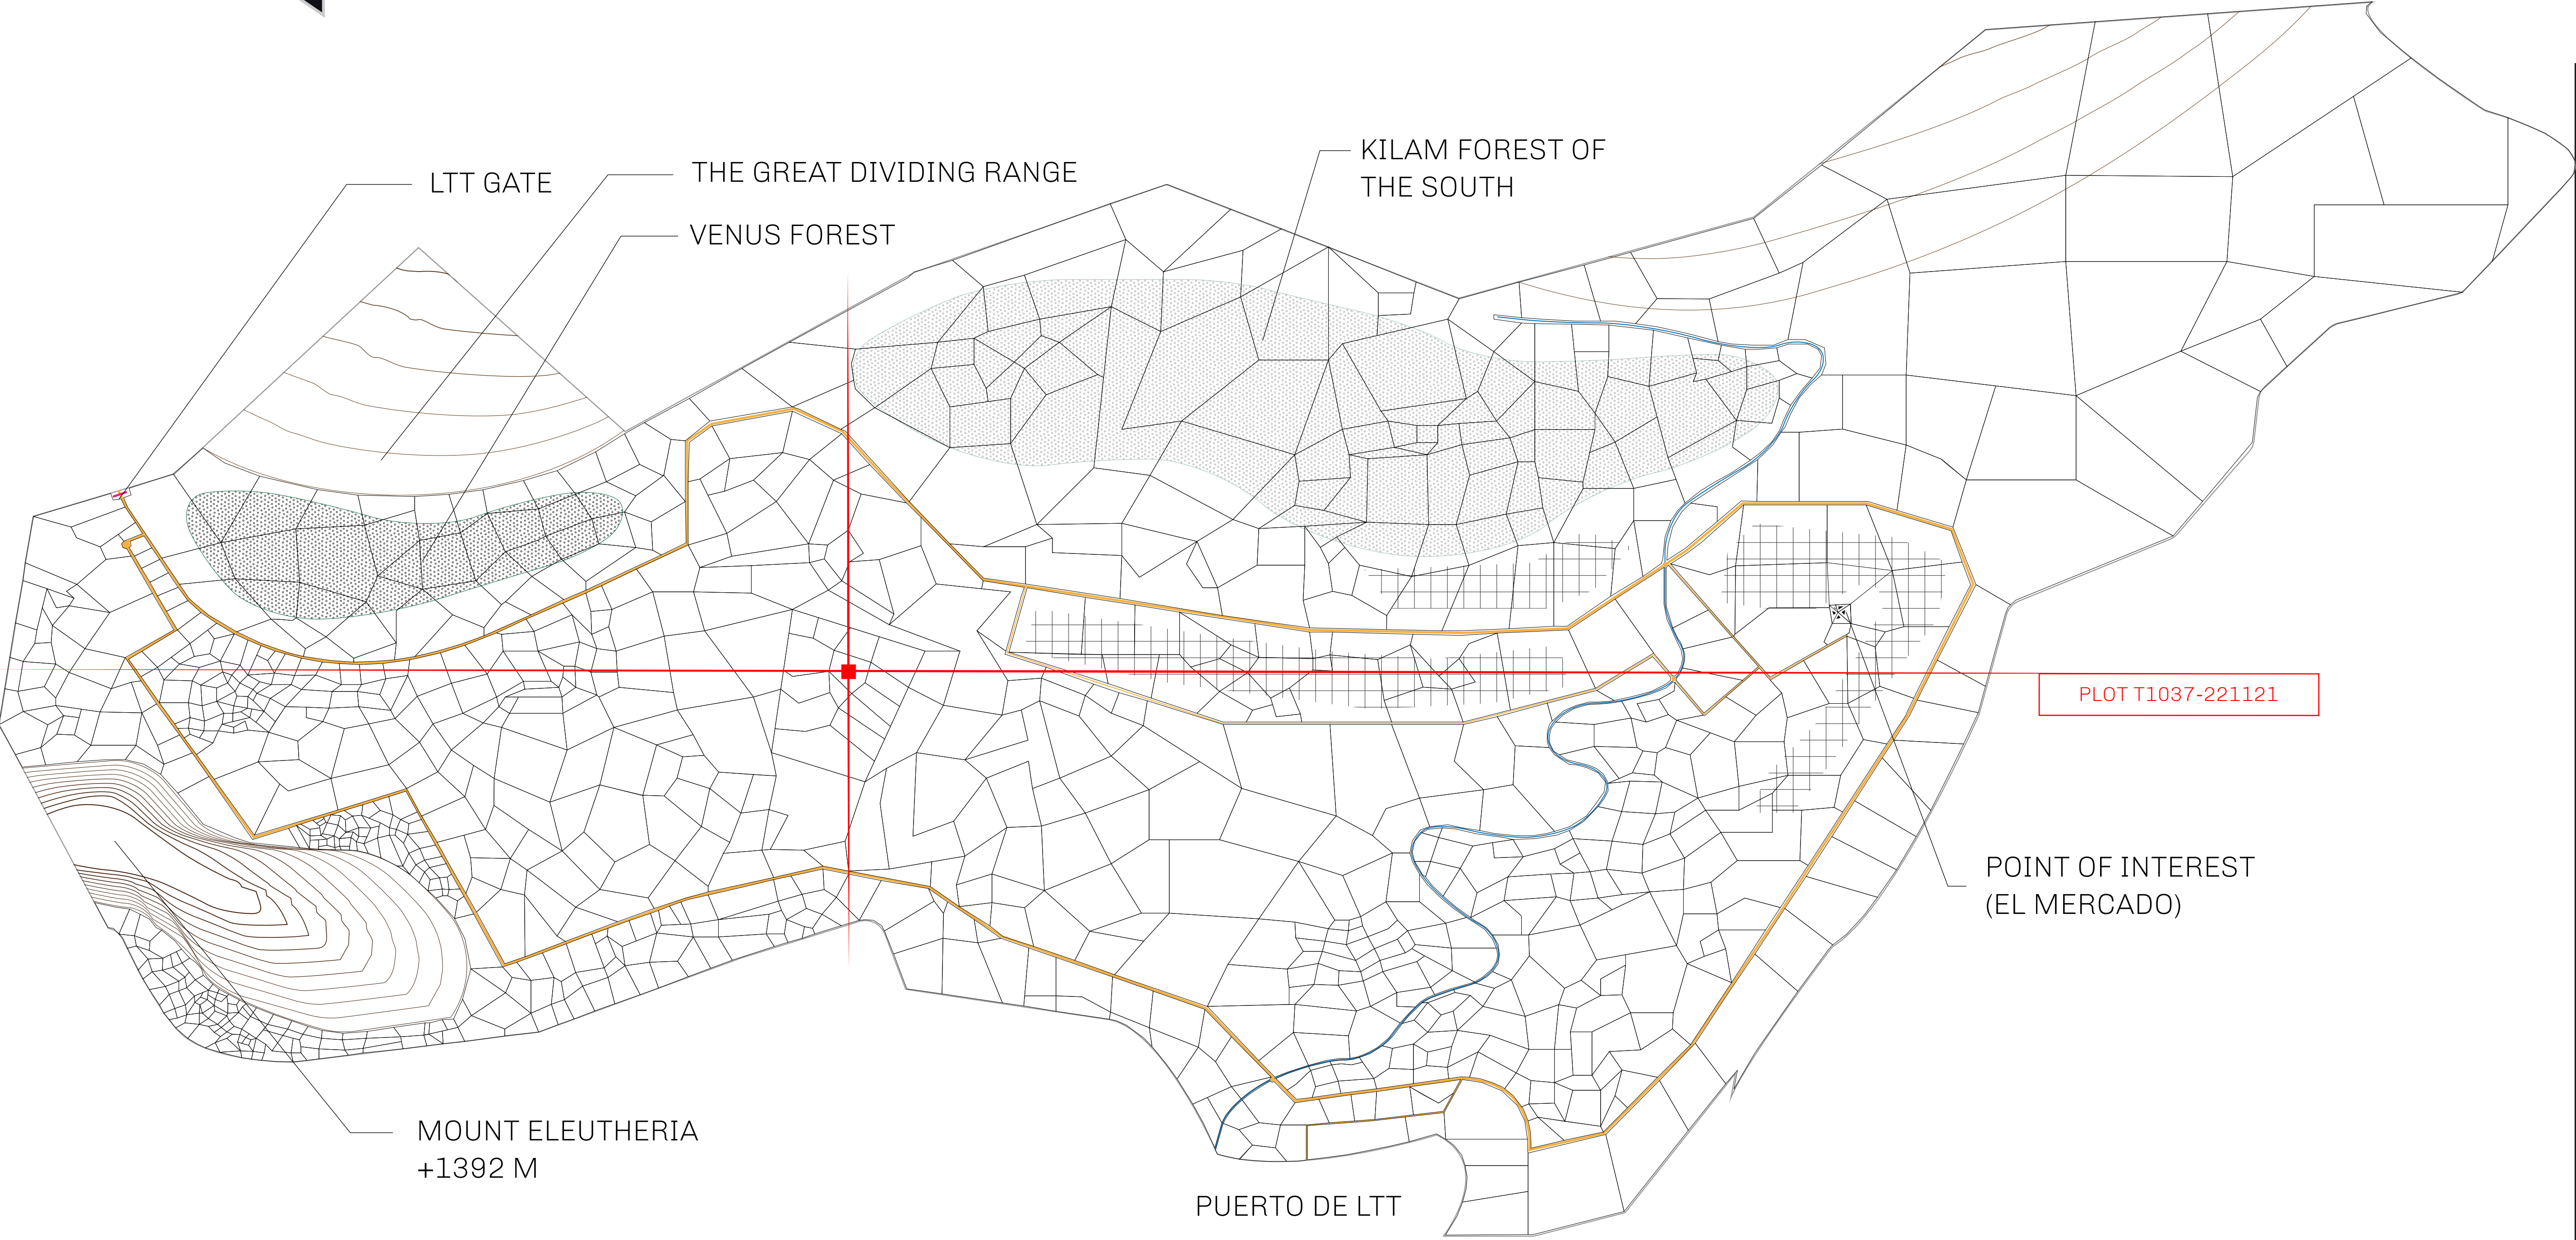 KILAM FOREST OF
THE SOUTH
THE GREAT DIVIDING RANGE
LTT GATE
VENUS FOREST
PLOT T1037-221121
POINT OF INTEREST
(EL MERCADO)
MOUNT ELEUTHERIA
+1392 M
PUERTO DE LTT